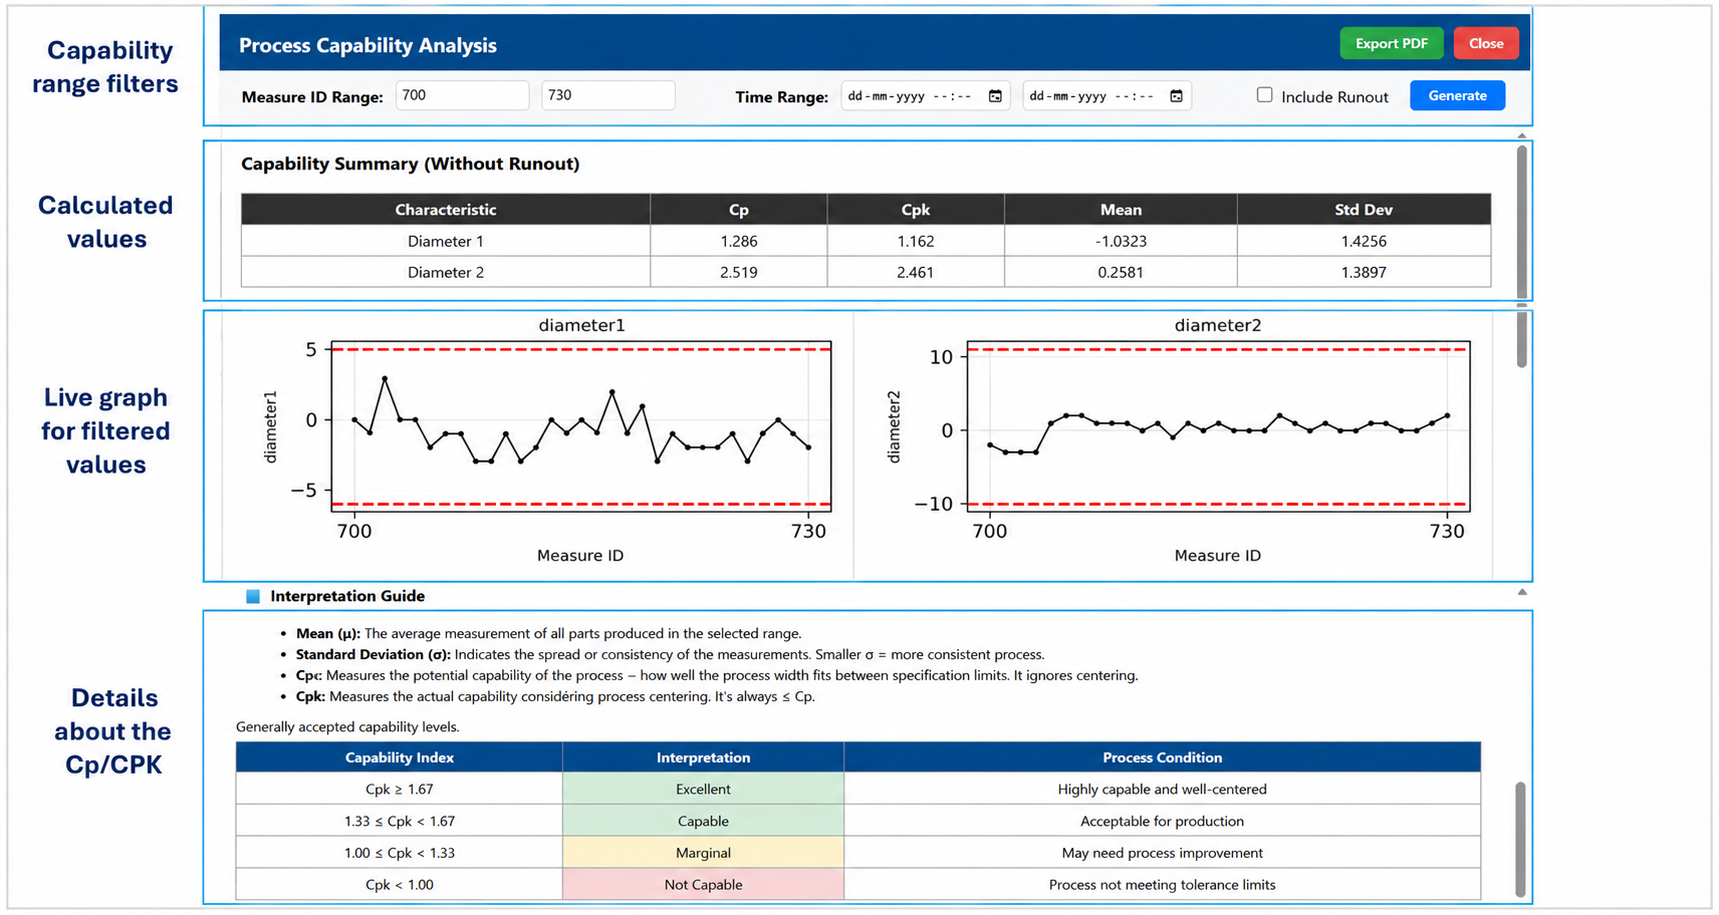 Capability
range filters
Process Capability Analysis
Export PDF
Close
Measure ID Range:
700
730
Time Range:
dd-mm-yyyy --:--
dd-mm-yyyy --:--
Include Runout
Generate
Calculated
values
Capability Summary (Without Runout)
Characteristic Cp Cpk Mean Std Dev
Diameter 1 1.286 1.162 -1.0323 1.4256
Diameter 2 2.519 2.461 0.2581 1.3897
Live graph
for filtered
values
diameter1
5
0
−5
diameter1
700 730
Measure ID
diameter2
10
0
−10
diameter2
700 730
Measure ID
Interpretation Guide
Details
about the
Cp/CPK
• Mean (μ): The average measurement of all parts produced in the selected range.
• Standard Deviation (σ): Indicates the spread or consistency of the measurements. Smaller σ = more consistent process.
• Cpc: Measures the potential capability of the process – how well the process width fits between specification limits. It ignores centering.
• Cpk: Measures the actual capability considéring process centering. It's always ≤ Cp.
Generally accepted capability levels.
Capability Index Interpretation Process Condition
Cpk ≥ 1.67 Excellent Highly capable and well-centered
1.33 ≤ Cpk < 1.67 Capable Acceptable for production
1.00 ≤ Cpk < 1.33 Marginal May need process improvement
Cpk < 1.00 Not Capable Process not meeting tolerance limits